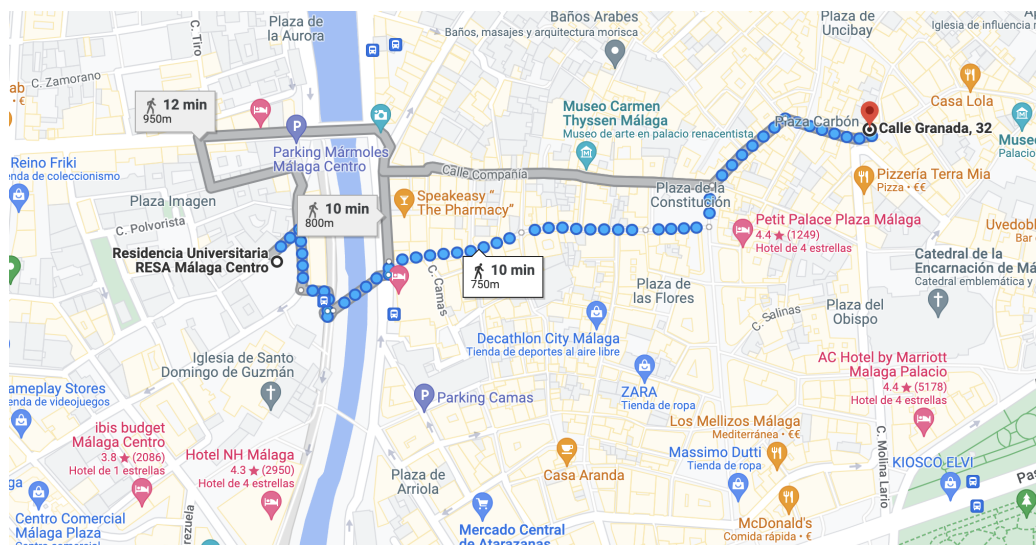 Plaza de
la Aurora
C. Tiro
Baños Arabes
Baños, masajes y arquitectura morisca
Plaza de
Uncibay
Iglesia de influencia
C. Zamorano
12 min
950m
Casa Lola
Museo Carmen
Thyssen Málaga
Museo de arte en palacio renacentista
Plaza Carbón
Calle Granada, 32
Parking Mármoles
Málaga Centro
Palacio
Reino Friki
enda de coleccionismo
Calle Compañía
Plaza de la
Constitución
Pizzería Terra Mia
Pizza · €€
Plaza Imagen
C. Polvorista
10 min
800m
Speakeasy "
The Pharmacy"
Petit Palace Plaza Málaga
4.4 ★ (1249)
Hotel de 4 estrellas
Uvedobl
Bar
Residencia Universitaria
RESA Málaga Centro
C. Camas
10 min
750m
Catedral de la
Encarnación de Má
Catedral emblemática y
Plaza de
las Flores
C. Salinas
Plaza del
Obispo
Decathlon City Málaga
Tienda de deportes al aire libre
Iglesia de Santo
Domingo de Guzmán
AC Hotel by Marriott
Malaga Palacio
4.4 ★ (5178)
Hotel de 4 estrellas
ameplay Stores
enda de videojuegos
ZARA
Tienda de ropa
Parking Camas
ibis budget
Málaga Centro
3.8 ★ (2086)
Hotel de 1 estrellas
Hotel NH Málaga
4.3 ★ (2950)
Hotel de 4 estrellas
Los Mellizos Málaga
Mediterránea · €€
Massimo Dutti
Tienda de ropa
C. Molina Lario
KIOSCO ELVI
Casa Aranda
Plaza de
Arriola
Centro Comercial
Málaga Plaza
Centro comercial
Mercado Central
de Atarazanas
McDonald's
Comida rápida · €